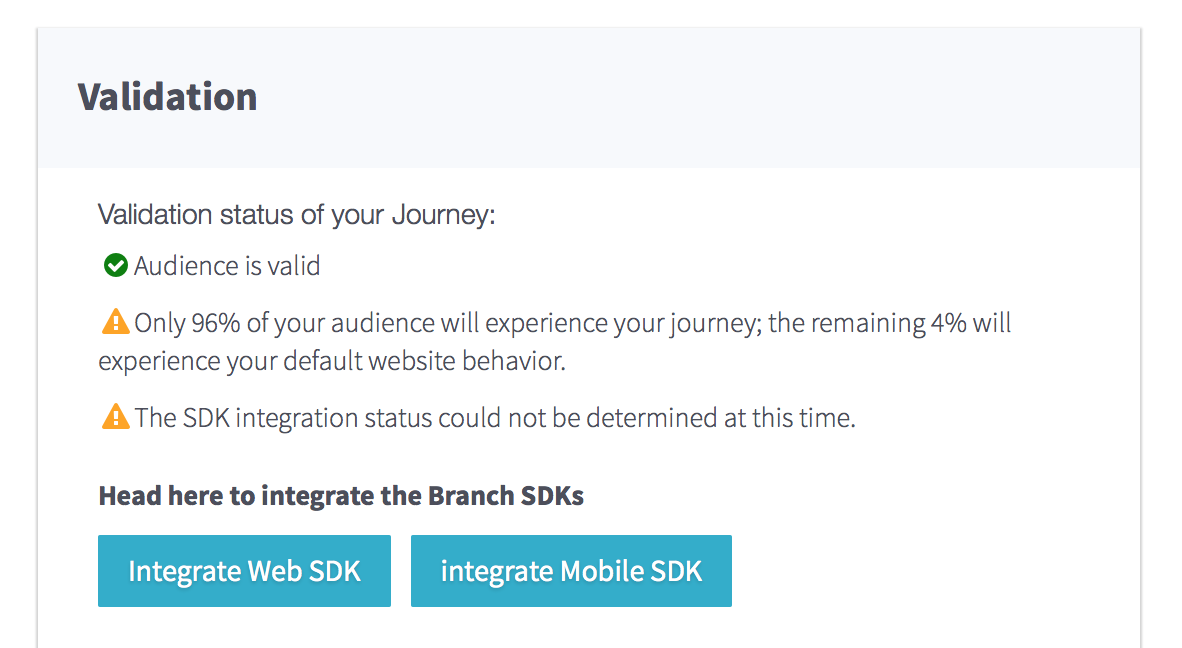 Validation
Validation status of your Journey:
Audience is valid
Only 96% of your audience will experience your journey; the remaining 4% will
experience your default website behavior.
The SDK integration status could not be determined at this time.
Head here to integrate the Branch SDKs
Integrate Web SDK
integrate Mobile SDK